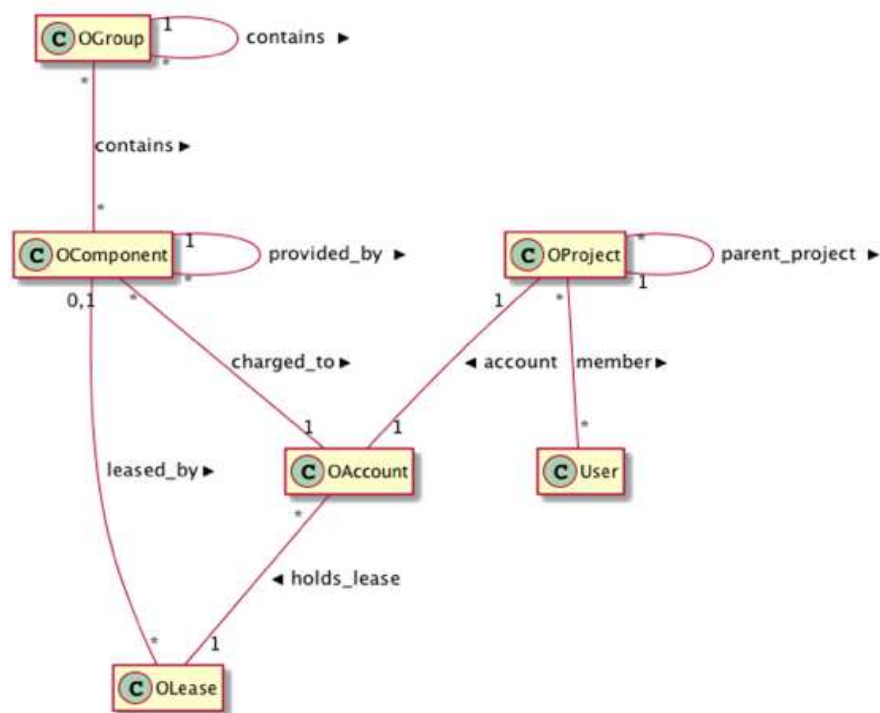 1
C OGroup
contains ►
*
*
contains ►
*
1
*
C OComponent
provided_by ►
C OProject
parent_project ►
*
1
0,1
*
1
*
charged_to ►
◄ account
member ►
1
1
*
leased_by ►
C OAccount
C User
*
◄ holds_lease
*
1
C OLease